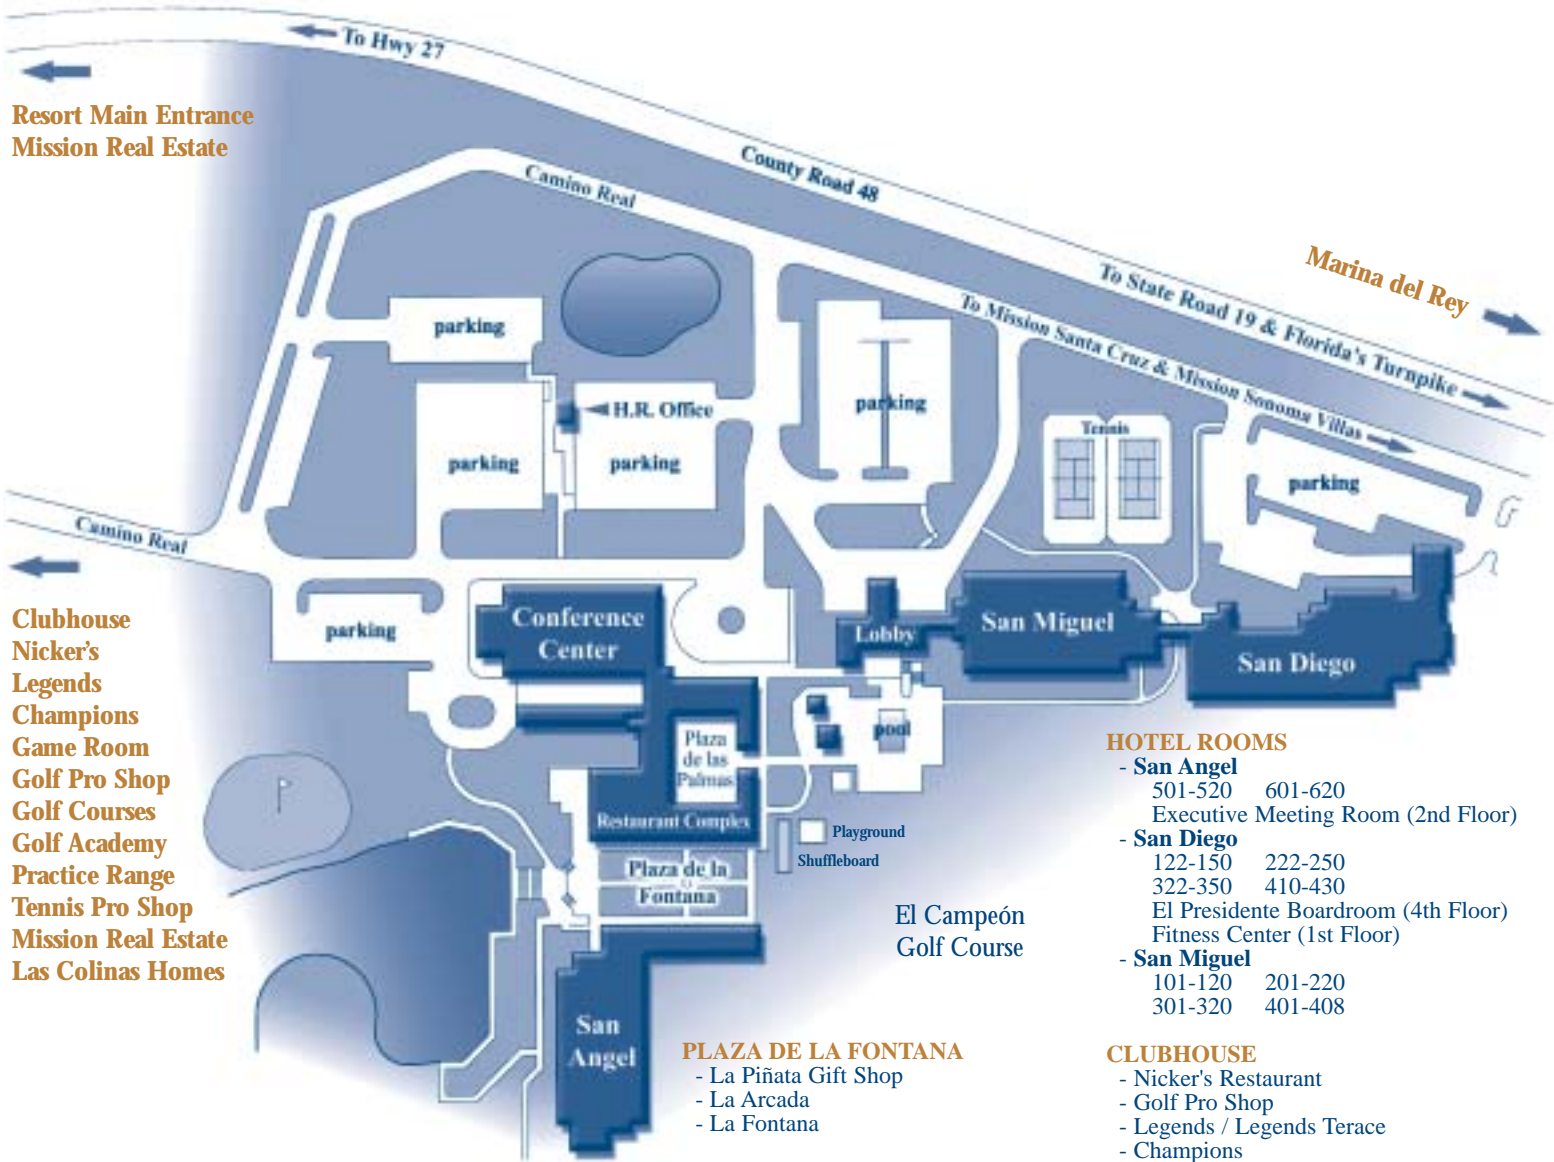 To Hwy 27
Resort Main Entrance
Mission Real Estate
County Road 48
Camino Real
Marina del Rey
To State Road 19 & Florida's Turnpike
To Mission Santa Cruz & Mission Sonoma Villas
parking
H.R. Office
parking
Tennis
parking
parking
parking
Camino Real
Clubhouse
Nicker's
Legends
Champions
Game Room
Golf Pro Shop
Golf Courses
Golf Academy
Practice Range
Tennis Pro Shop
Mission Real Estate
Las Colinas Homes
parking
Conference
Center
Lobby
San Miguel
San Diego
Plaza
de las
Palmas
pool
Restaurant Complex
Playground
Shuffleboard
Plaza de la
Fontana
El Campeón
Golf Course
San
Angel
HOTEL ROOMS
- San Angel
501-520 601-620
Executive Meeting Room (2nd Floor)
- San Diego
122-150 222-250
322-350 410-430
El Presidente Boardroom (4th Floor)
Fitness Center (1st Floor)
- San Miguel
101-120 201-220
301-320 401-408
PLAZA DE LA FONTANA
- La Piñata Gift Shop
- La Arcada
- La Fontana
CLUBHOUSE
- Nicker's Restaurant
- Golf Pro Shop
- Legends / Legends Terace
- Champions